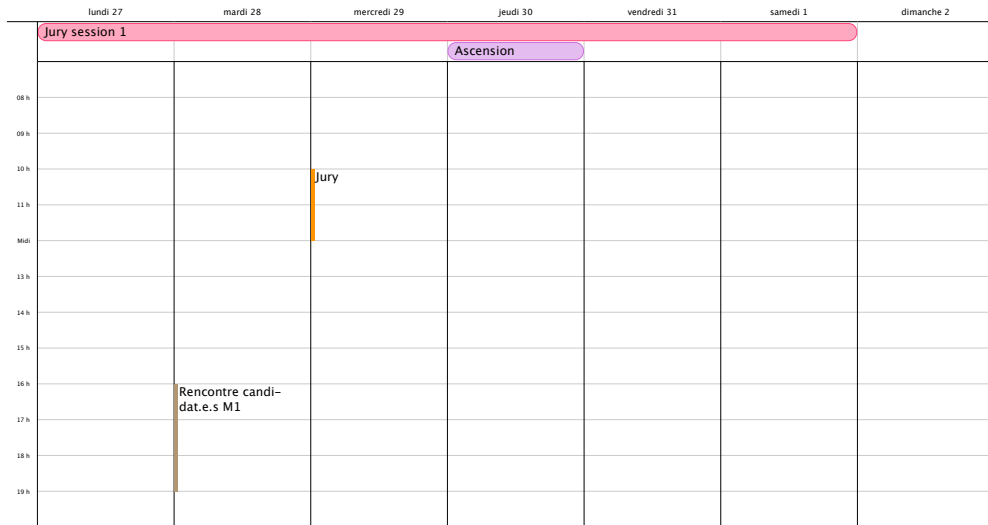 lundi 27
mardi 28
mercredi 29
jeudi 30
vendredi 31
samedi 1
dimanche 2
Jury session 1
Ascension
08 h
09 h
10 h
Jury
11 h
Midi
13 h
14 h
15 h
16 h
Rencontre candi-
dat.e.s M1
17 h
18 h
19 h